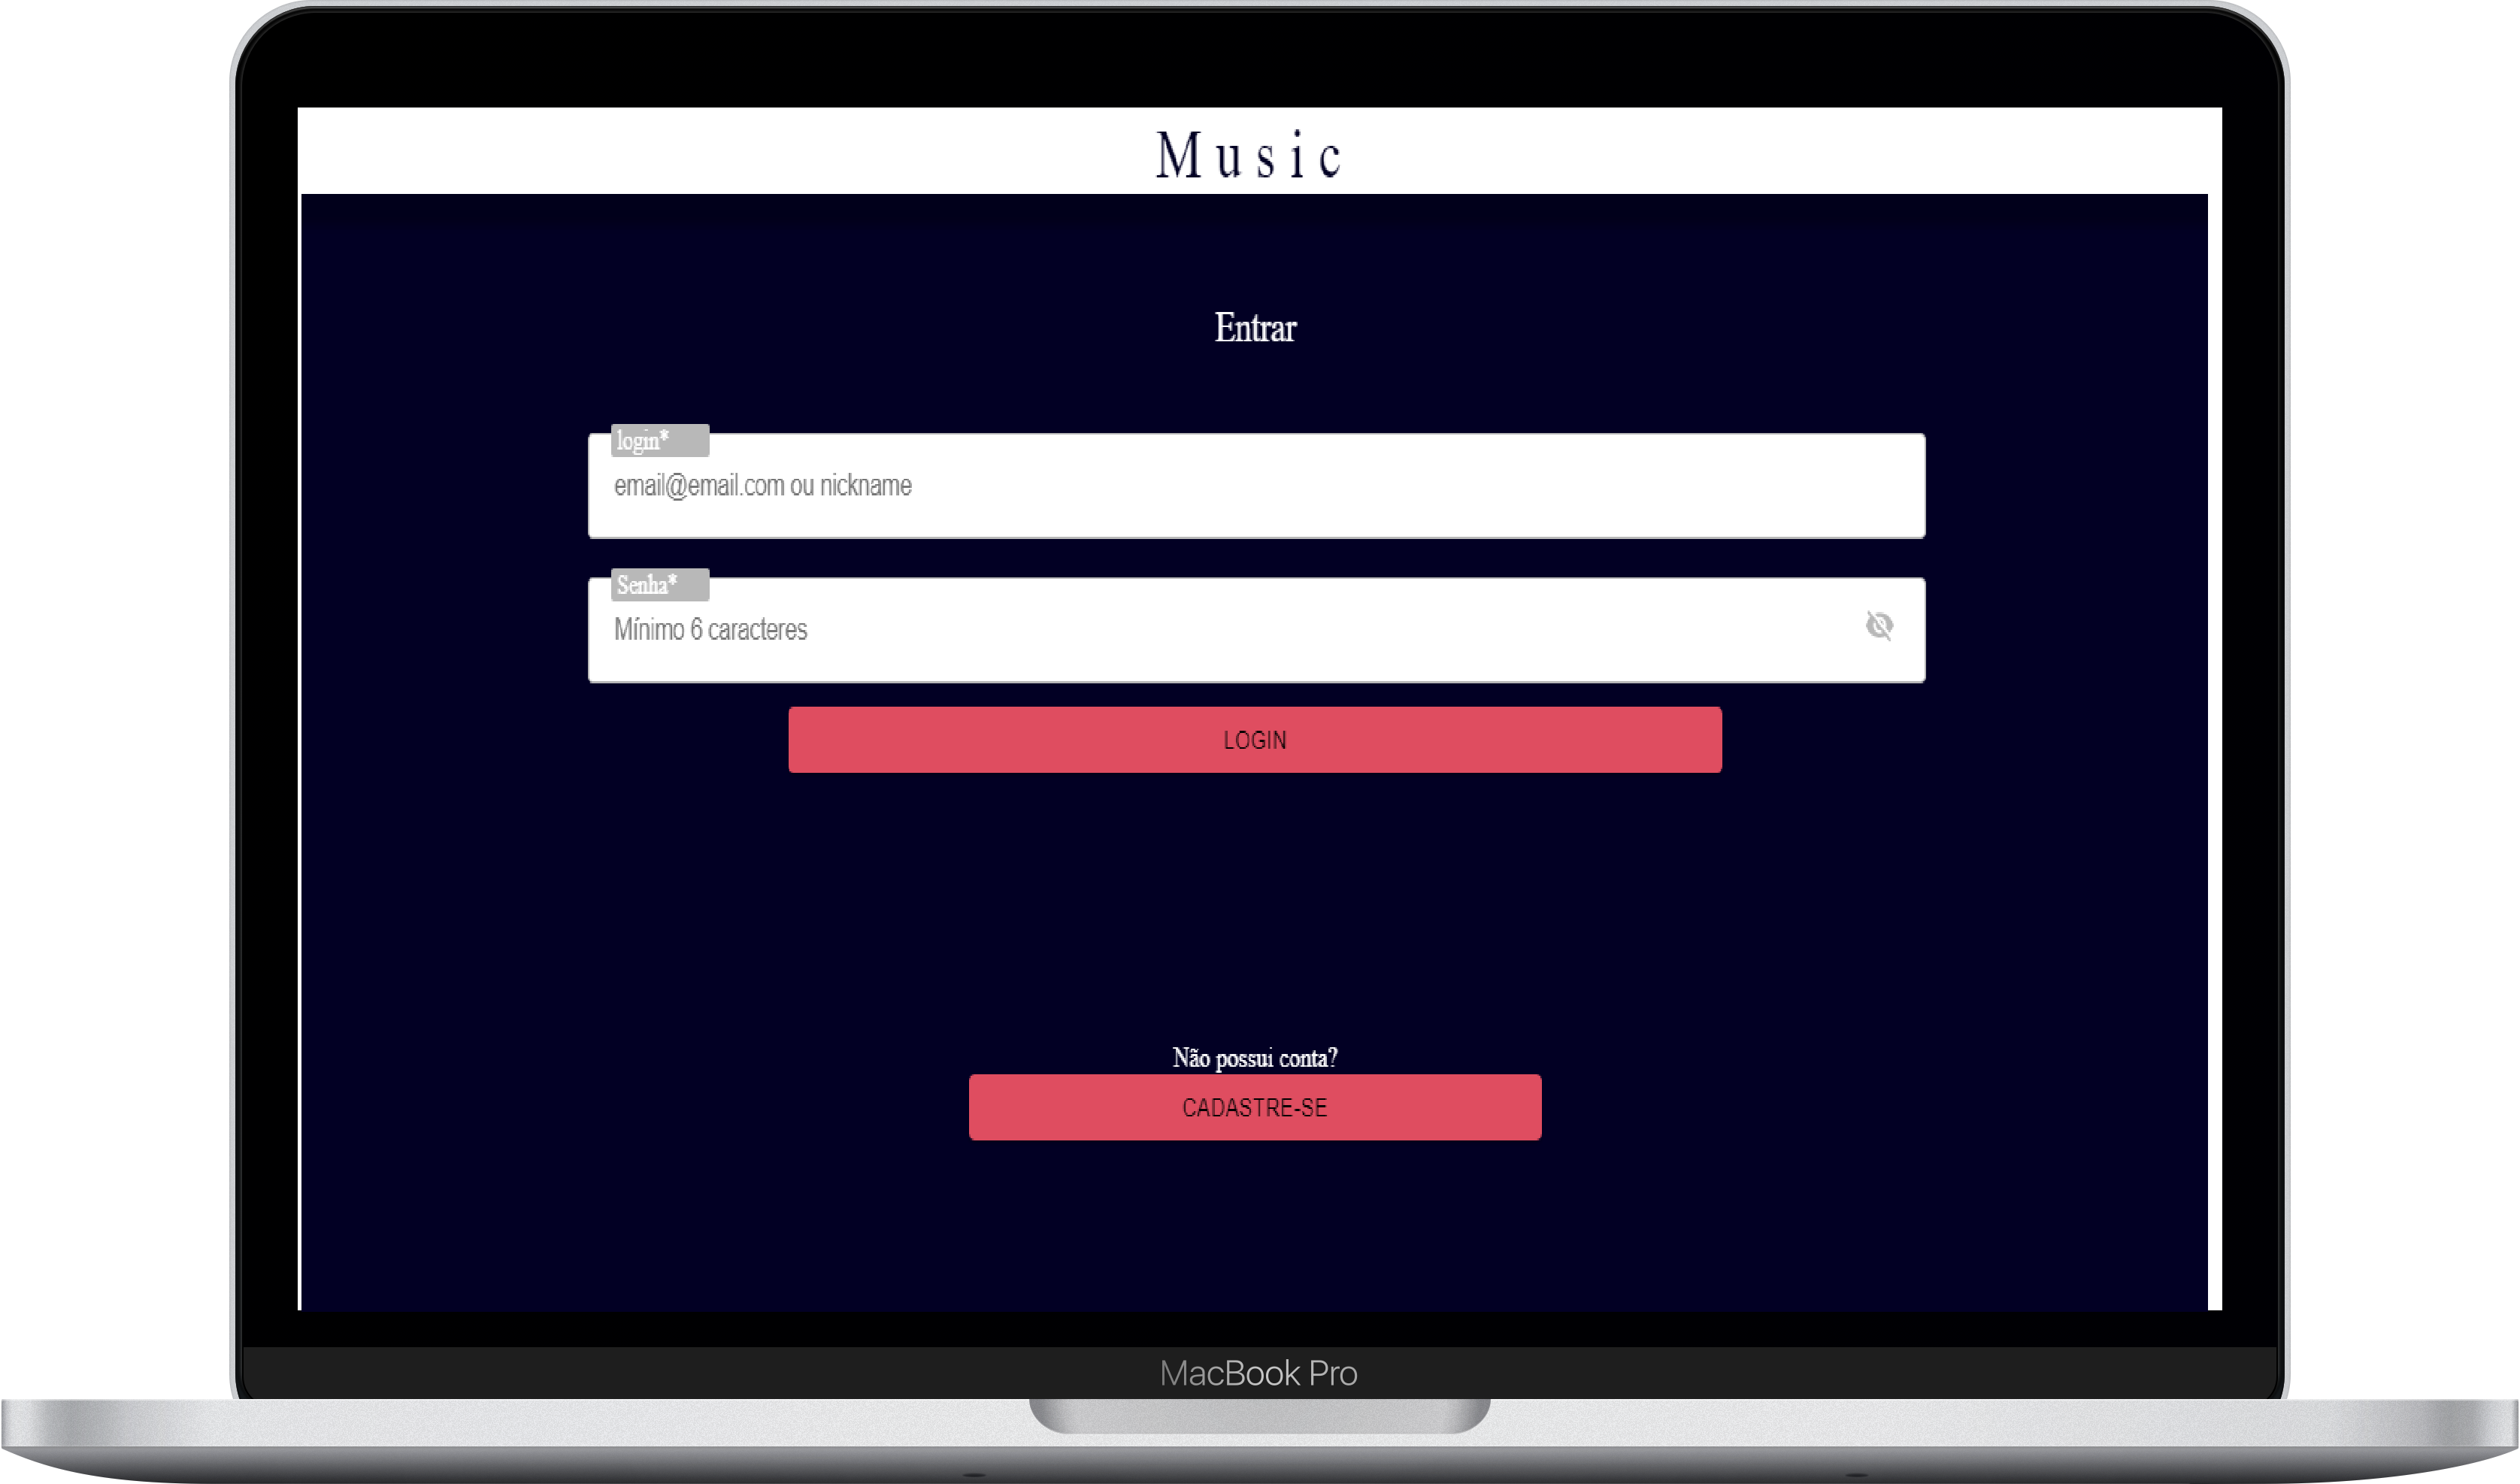 Music
Entrar
login*
email@email.com ou nickname
Senha*
Mínimo 6 caracteres
LOGIN
Não possui conta?
CADASTRE-SE
MacBook Pro